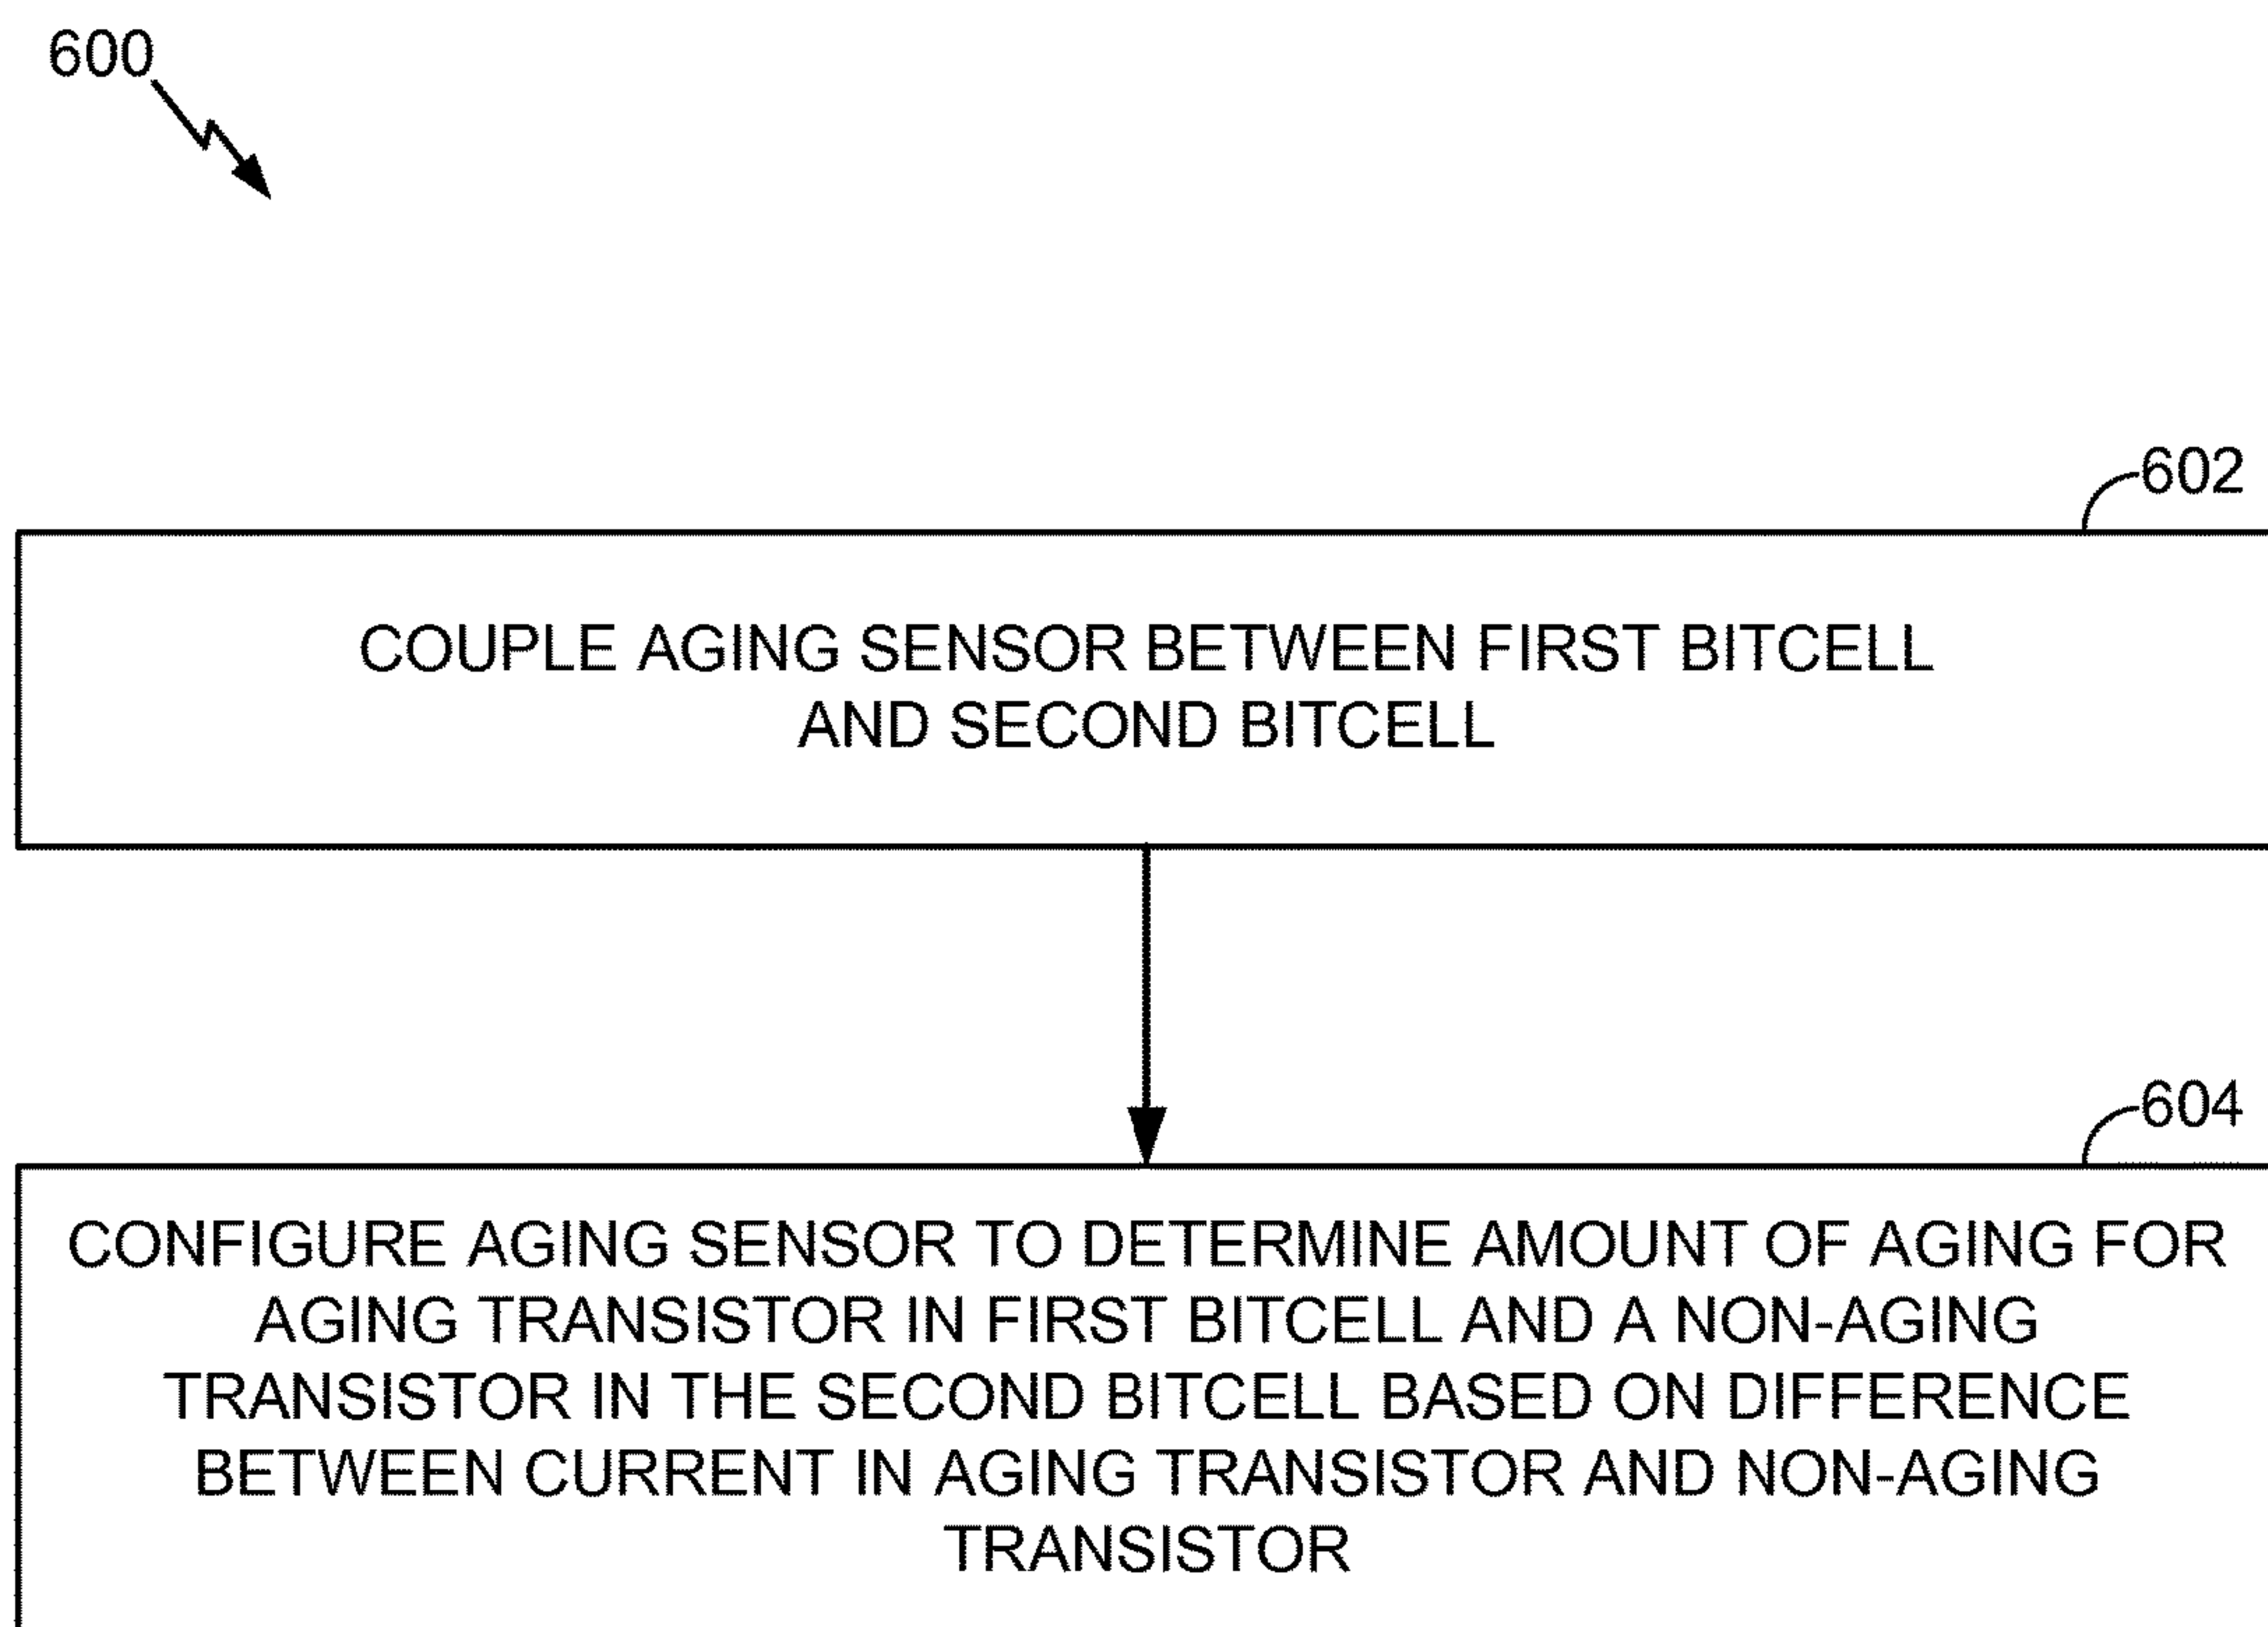 600
602
COUPLE AGING SENSOR BETWEEN FIRST BITCELL
AND SECOND BITCELL
604
CONFIGURE AGING SENSOR TO DETERMINE AMOUNT OF AGING FOR
AGING TRANSISTOR IN FIRST BITCELL AND A NON-AGING
TRANSISTOR IN THE SECOND BITCELL BASED ON DIFFERENCE
BETWEEN CURRENT IN AGING TRANSISTOR AND NON-AGING
TRANSISTOR